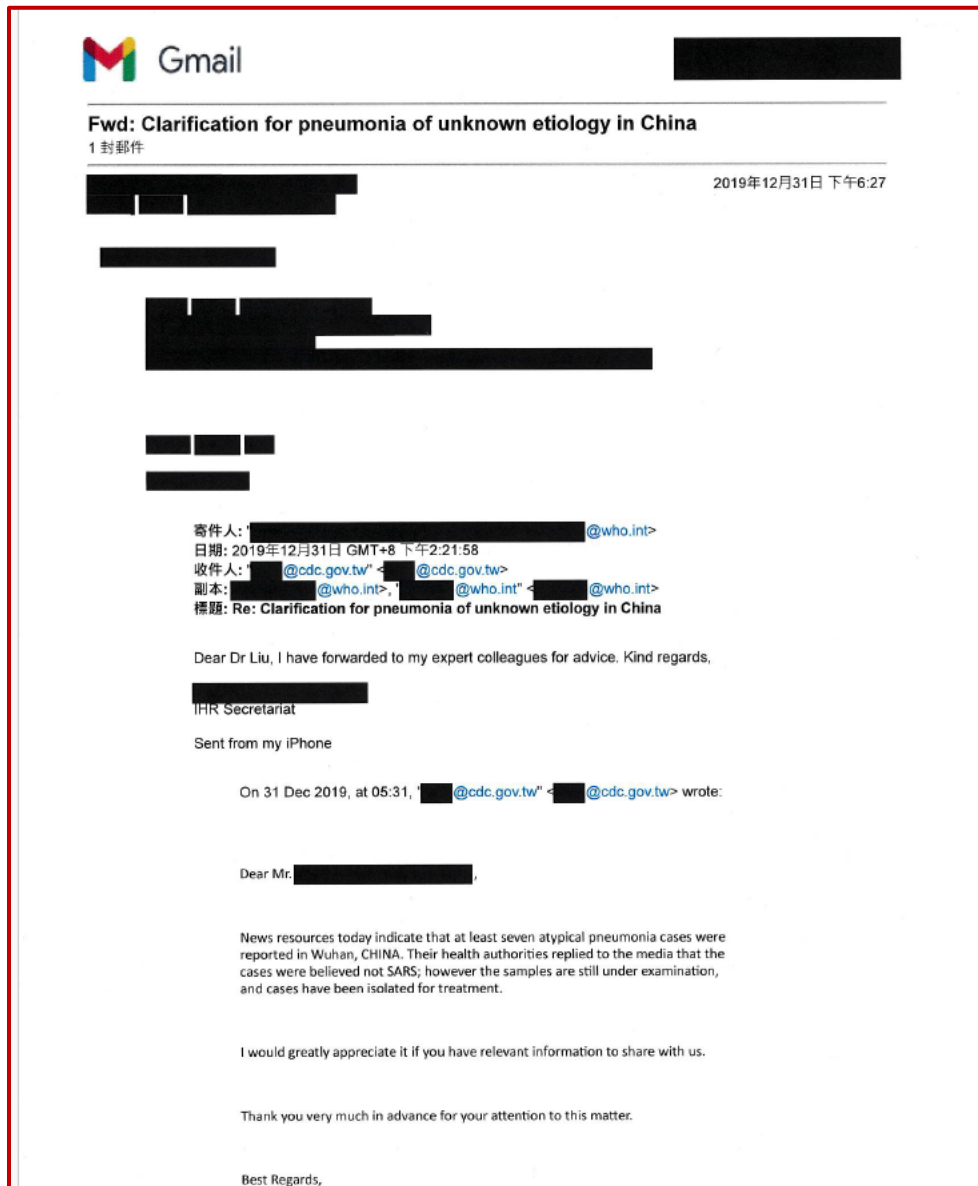 Gmail
Fwd: Clarification for pneumonia of unknown etiology in China
1 封郵件
2019年12月31日 下午6:27
寄件人: " @who.int>
日期: 2019年12月31日 GMT+8 下午2:21:58
收件人: " @cdc.gov.tw" < @cdc.gov.tw>
副本: @who.int>, " @who.int" < @who.int>
標題: Re: Clarification for pneumonia of unknown etiology in China
Dear Dr Liu, I have forwarded to my expert colleagues for advice. Kind regards,
IHR Secretariat
Sent from my iPhone
On 31 Dec 2019, at 05:31, " @cdc.gov.tw" < @cdc.gov.tw> wrote:
Dear Mr. ,
News resources today indicate that at least seven atypical pneumonia cases were
reported in Wuhan, CHINA. Their health authorities replied to the media that the
cases were believed not SARS; however the samples are still under examination,
and cases have been isolated for treatment.
I would greatly appreciate it if you have relevant information to share with us.
Thank you very much in advance for your attention to this matter.
Best Regards,